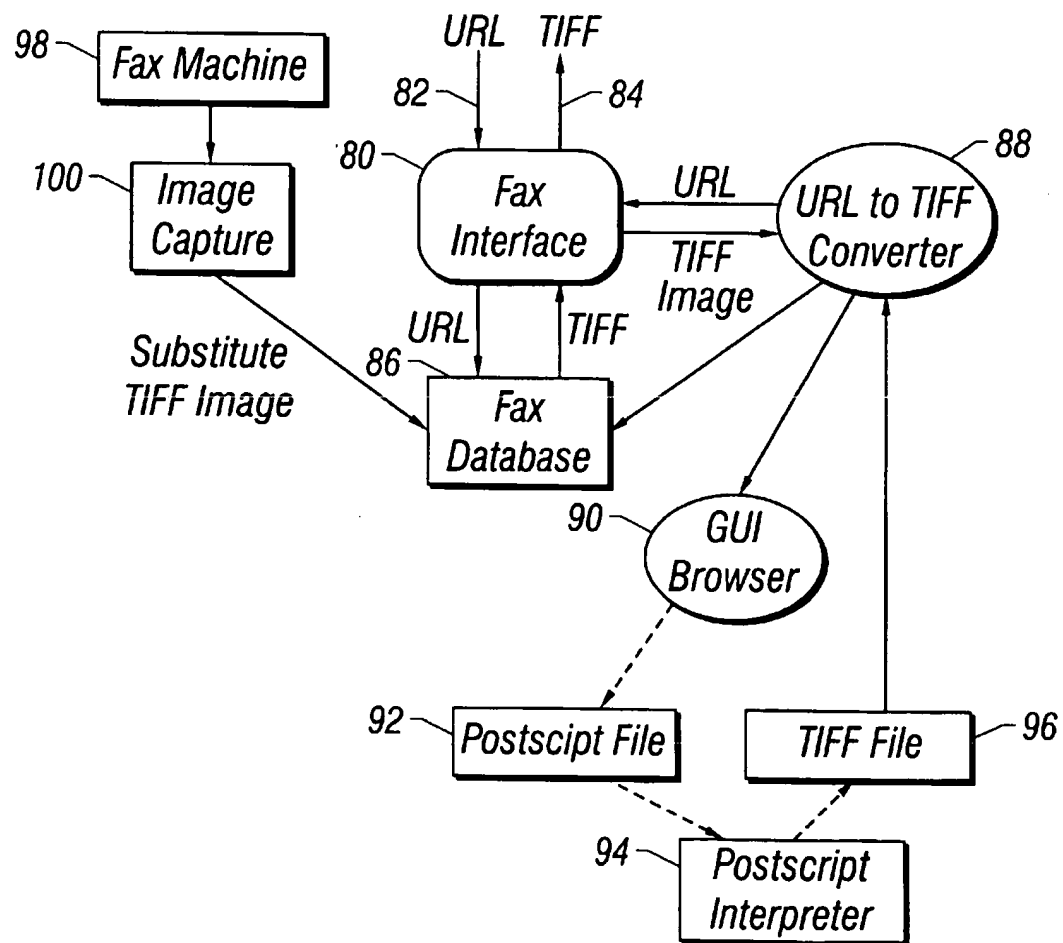 98
Fax Machine
URL
TIFF
82
84
100
Image
Capture
80
Fax
Interface
URL
TIFF
Image
88
URL to TIFF
Converter
Substitute
TIFF Image
URL
TIFF
86
Fax
Database
90
GUI
Browser
92
Postscipt File
TIFF File
96
94
Postscript
Interpreter